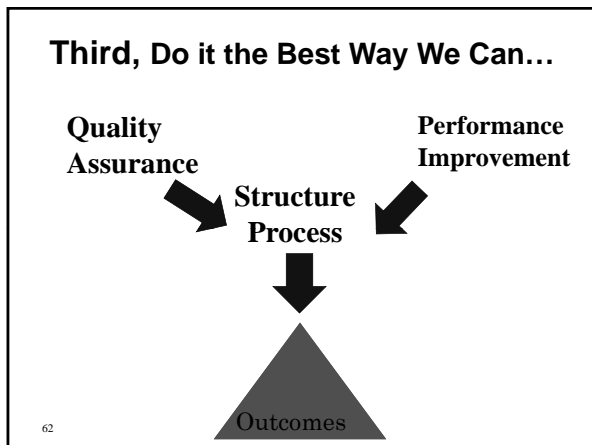 Third, Do it the Best Way We Can…
Quality
Assurance
Performance
Improvement
Structure
Process
Outcomes
62